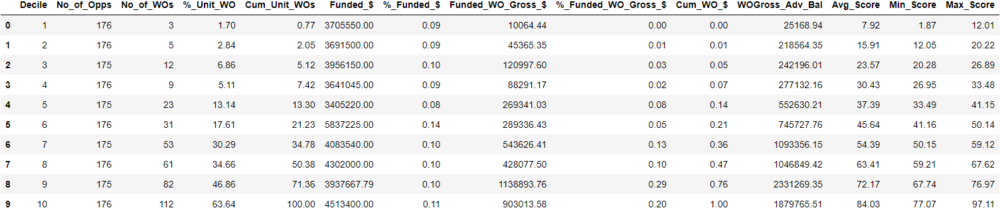 Decile No_of_Opps No_of_WOs %_Unit_WO Cum_Unit_WOs Funded_$ %_Funded_$ Funded_WO_Gross_$ %_Funded_WO_Gross_$ Cum_WO_$ WOGross_Adv_Bal Avg_Score Min_Score Max_Score
0 1 176 3 1.70 0.77 3705550.00 0.09 10064.44 0.00 0.00 25168.94 7.92 1.87 12.01
1 2 176 5 2.84 2.05 3691500.00 0.09 45365.35 0.01 0.01 218564.35 15.91 12.05 20.22
2 3 175 12 6.86 5.12 3956150.00 0.10 120997.60 0.03 0.05 242196.01 23.57 20.28 26.89
3 4 176 9 5.11 7.42 3641045.00 0.09 88291.17 0.02 0.07 277132.16 30.43 26.95 33.48
4 5 175 23 13.14 13.30 3405220.00 0.08 269341.03 0.08 0.14 552630.21 37.39 33.49 41.15
5 6 176 31 17.61 21.23 5837225.00 0.14 289336.43 0.05 0.21 745727.76 45.64 41.16 50.14
6 7 175 53 30.29 34.78 4083540.00 0.10 543626.41 0.13 0.36 1093356.15 54.39 50.15 59.12
7 8 176 61 34.66 50.38 4302000.00 0.10 428077.50 0.10 0.47 1046849.42 63.41 59.21 67.62
8 9 175 82 46.86 71.36 3937667.79 0.10 1138893.76 0.29 0.76 2331269.35 72.17 67.74 76.97
9 10 176 112 63.64 100.00 4513400.00 0.11 903013.58 0.20 1.00 1879765.51 84.03 77.07 97.11